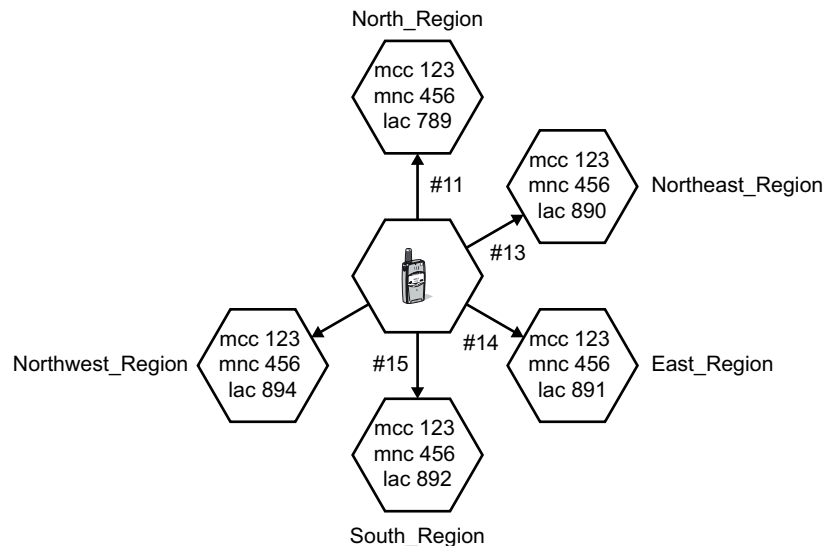 North_Region
mcc 123
mnc 456
lac 789
#11
mcc 123
mnc 456
lac 890
Northeast_Region
#13
Northwest_Region
mcc 123
mnc 456
lac 894
#15
#14
mcc 123
mnc 456
lac 891
East_Region
mcc 123
mnc 456
lac 892
South_Region